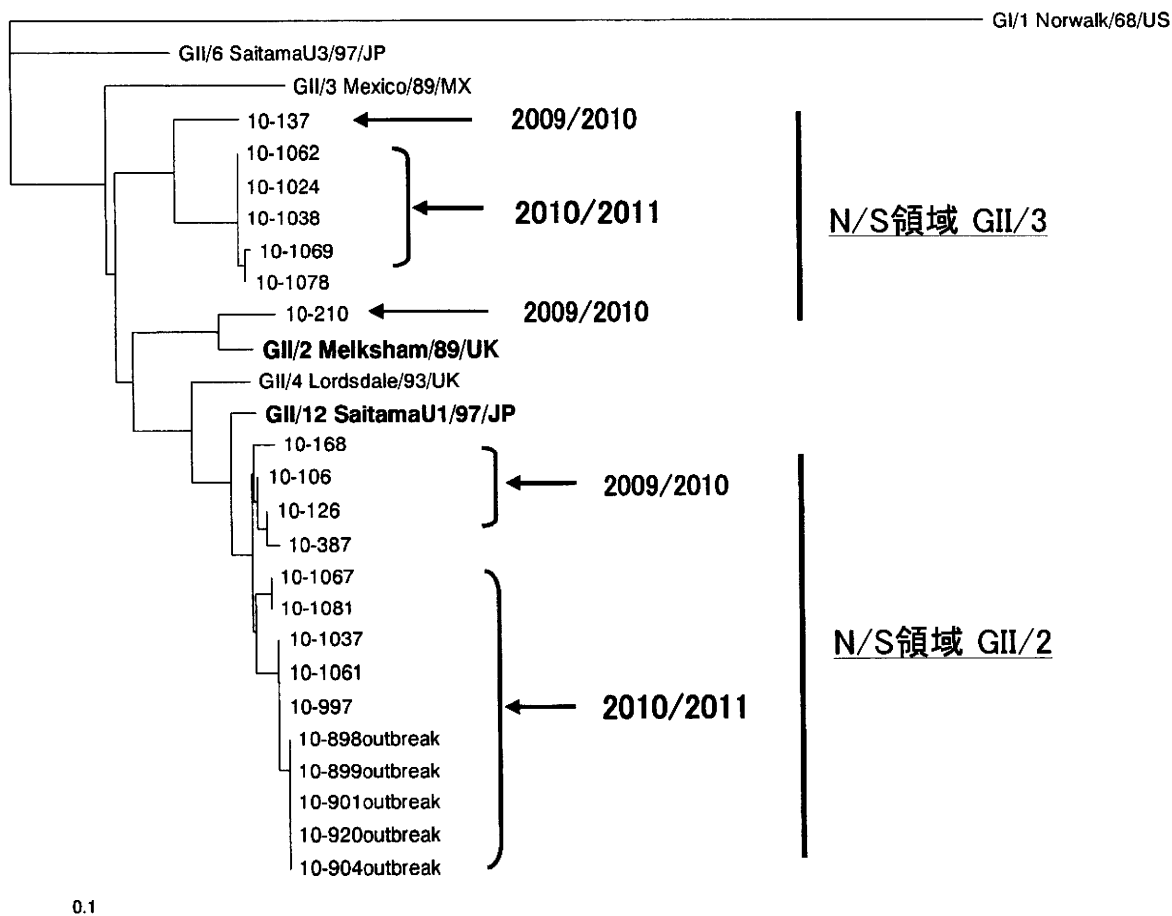 GI/1 Norwalk/68/US
GII/6 SaitamaU3/97/JP
GII/3 Mexico/89/MX
10-137
2009/2010
10-1062
10-1024
10-1038
10-1069
10-1078
2010/2011
N/S領域 GII/3
10-210
2009/2010
GII/2 Melksham/89/UK
GII/4 Lordsdale/93/UK
GII/12 SaitamaU1/97/JP
10-168
10-106
10-126
10-387
2009/2010
10-1067
10-1081
10-1037
10-1061
10-997
10-898outbreak
10-899outbreak
10-901outbreak
10-920outbreak
10-904outbreak
2010/2011
N/S領域 GII/2
0.1